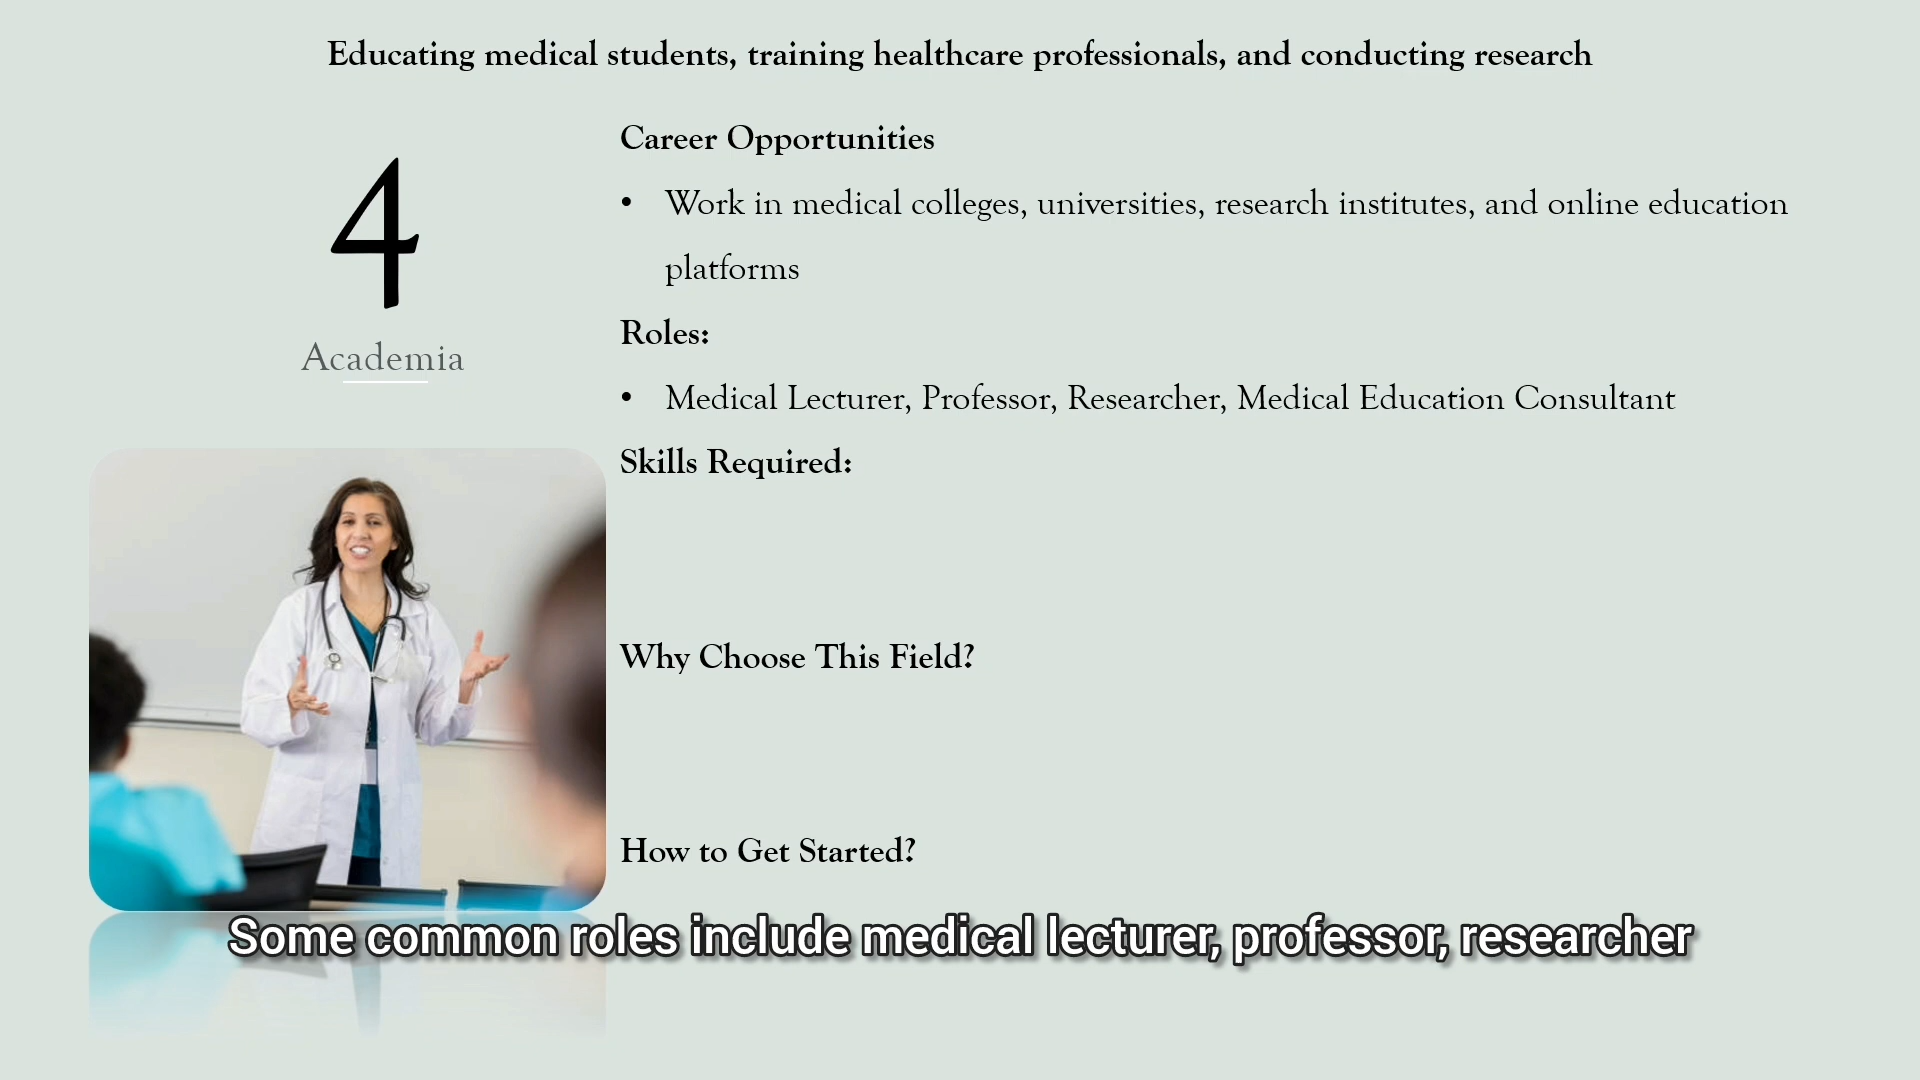 Educating medical students, training healthcare professionals, and conducting research
4
Academia
Career Opportunities
• Work in medical colleges, universities, research institutes, and online education
platforms
Roles:
• Medical Lecturer, Professor, Researcher, Medical Education Consultant
Skills Required:
Why Choose This Field?
How to Get Started?
Some common roles include medical lecturer, professor, researcher